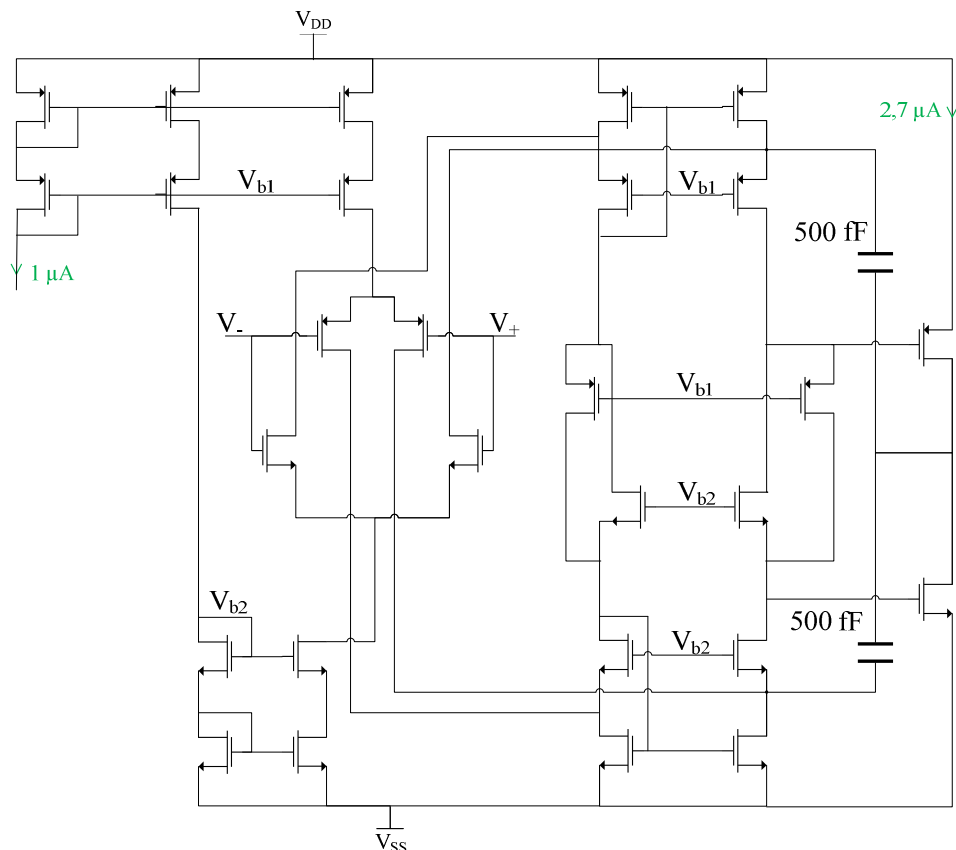 V_DD
2,7 µA
V_b1
V_b1
500 fF
1 µA
V_-
V_+
V_b1
V_b2
V_b2
500 fF
V_b2
V_SS